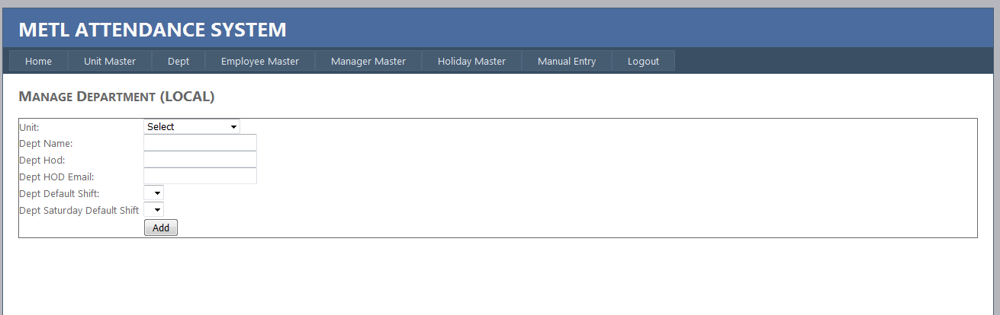 METL ATTENDANCE SYSTEM
Home Unit Master Dept Employee Master Manager Master Holiday Master Manual Entry Logout
MANAGE DEPARTMENT (LOCAL)
Unit: Select
Dept Name:
Dept Hod:
Dept HOD Email:
Dept Default Shift:
Dept Saturday Default Shift
Add